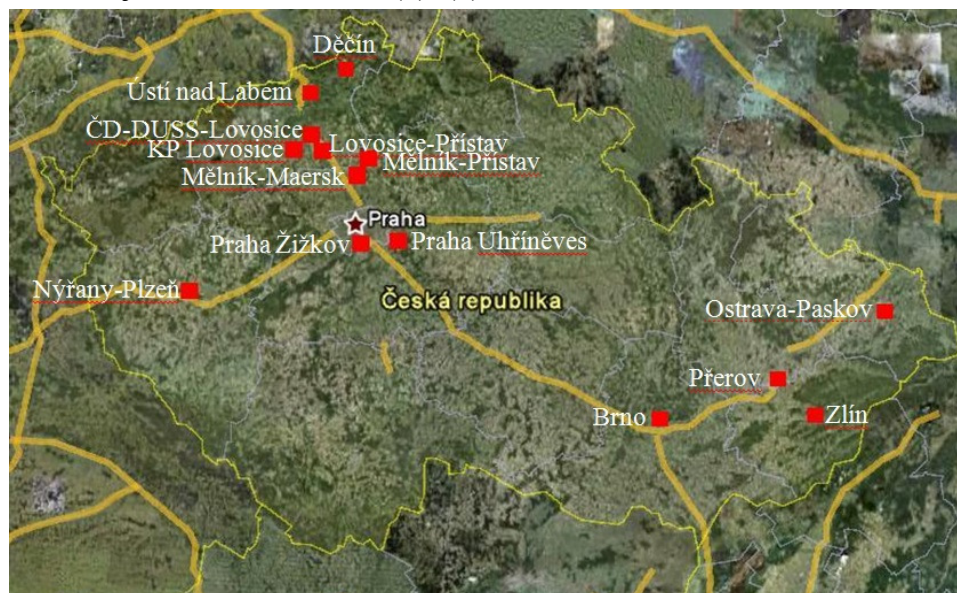 Děčín
Ústí nad Labem
ČD-DUSS-Lovosice
KP Lovosice
Lovosice-Přístav
Mělník-Přístav
Mělník-Maersk
Praha
Praha Žižkov
Praha Uhříněves
Nýřany-Plzeň
Česká republika
Ostrava-Paskov
Přerov
Brno
Zlín